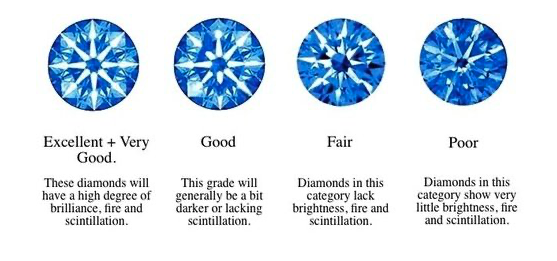 Excellent + Very
Good.
Good
Fair
Poor
These diamonds will
have a high degree of
brilliance, fire and
scintillation.
This grade will
generally be a bit
darker or lacking
scintillation.
Diamonds in this
category lack
brightness, fire and
scintillation.
Diamonds in this
category show very
little brightness, fire
and scintillation.